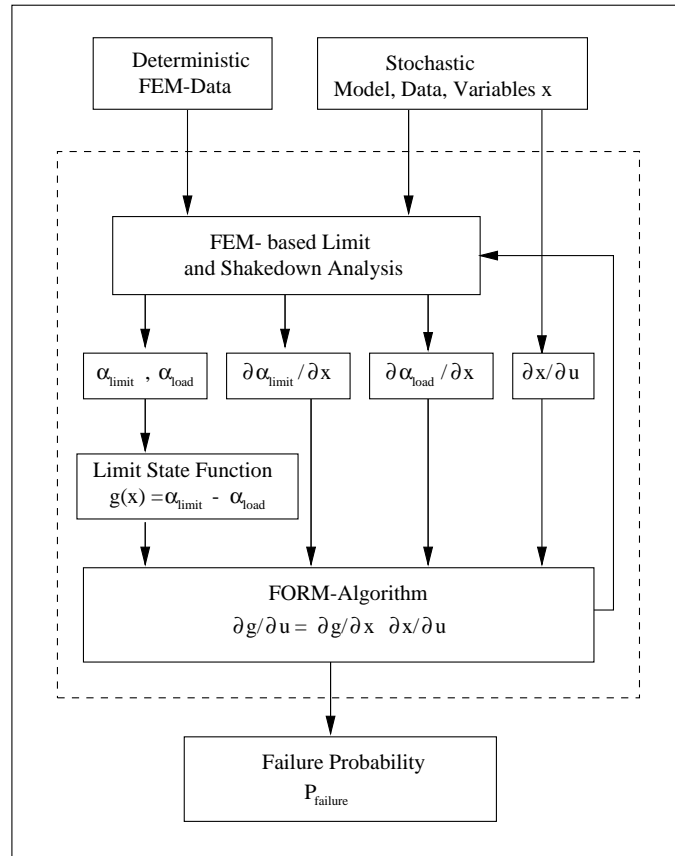 Deterministic
FEM-Data
Stochastic
Model, Data, Variables x
FEM- based Limit
and Shakedown Analysis
α_limit , α_load
∂α_limit / ∂x
∂α_load / ∂x
∂x/∂u
Limit State Function
g(x) =α_limit - α_load
FORM-Algorithm
∂g/∂u = ∂g/∂x ∂x/∂u
Failure Probability
P_failure